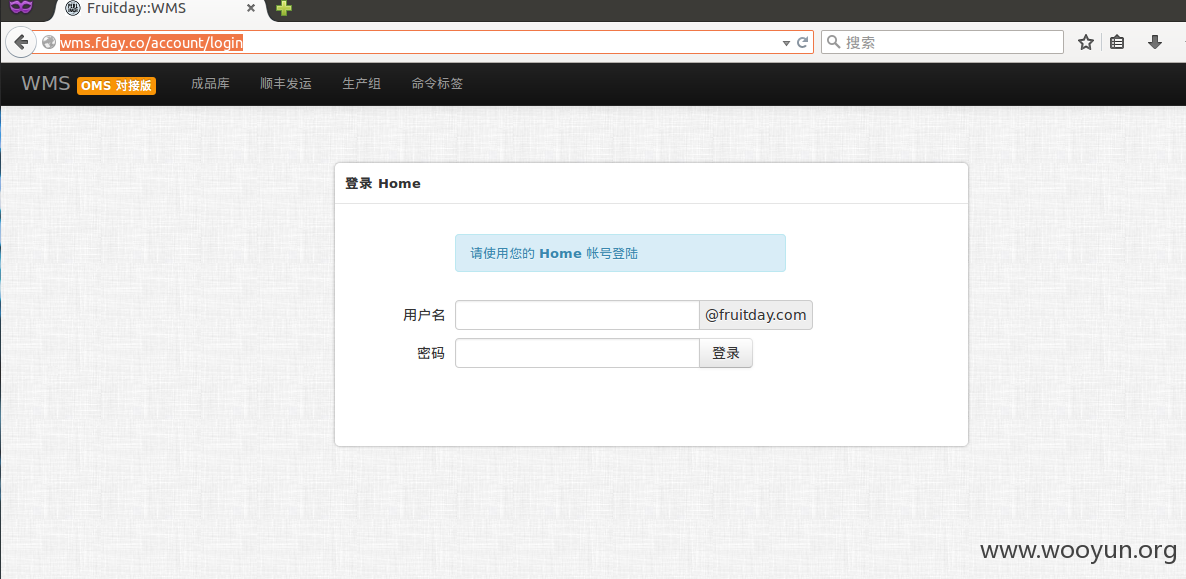 Fruitday::WMS
wms.fday.co/account/login
搜索
WMS OMS 对接版 成品库 顺丰发运 生产组 命令标签
登录 Home
请使用您的 Home 帐号登陆
用户名 @fruitday.com
密码 登录
www.wooyun.org